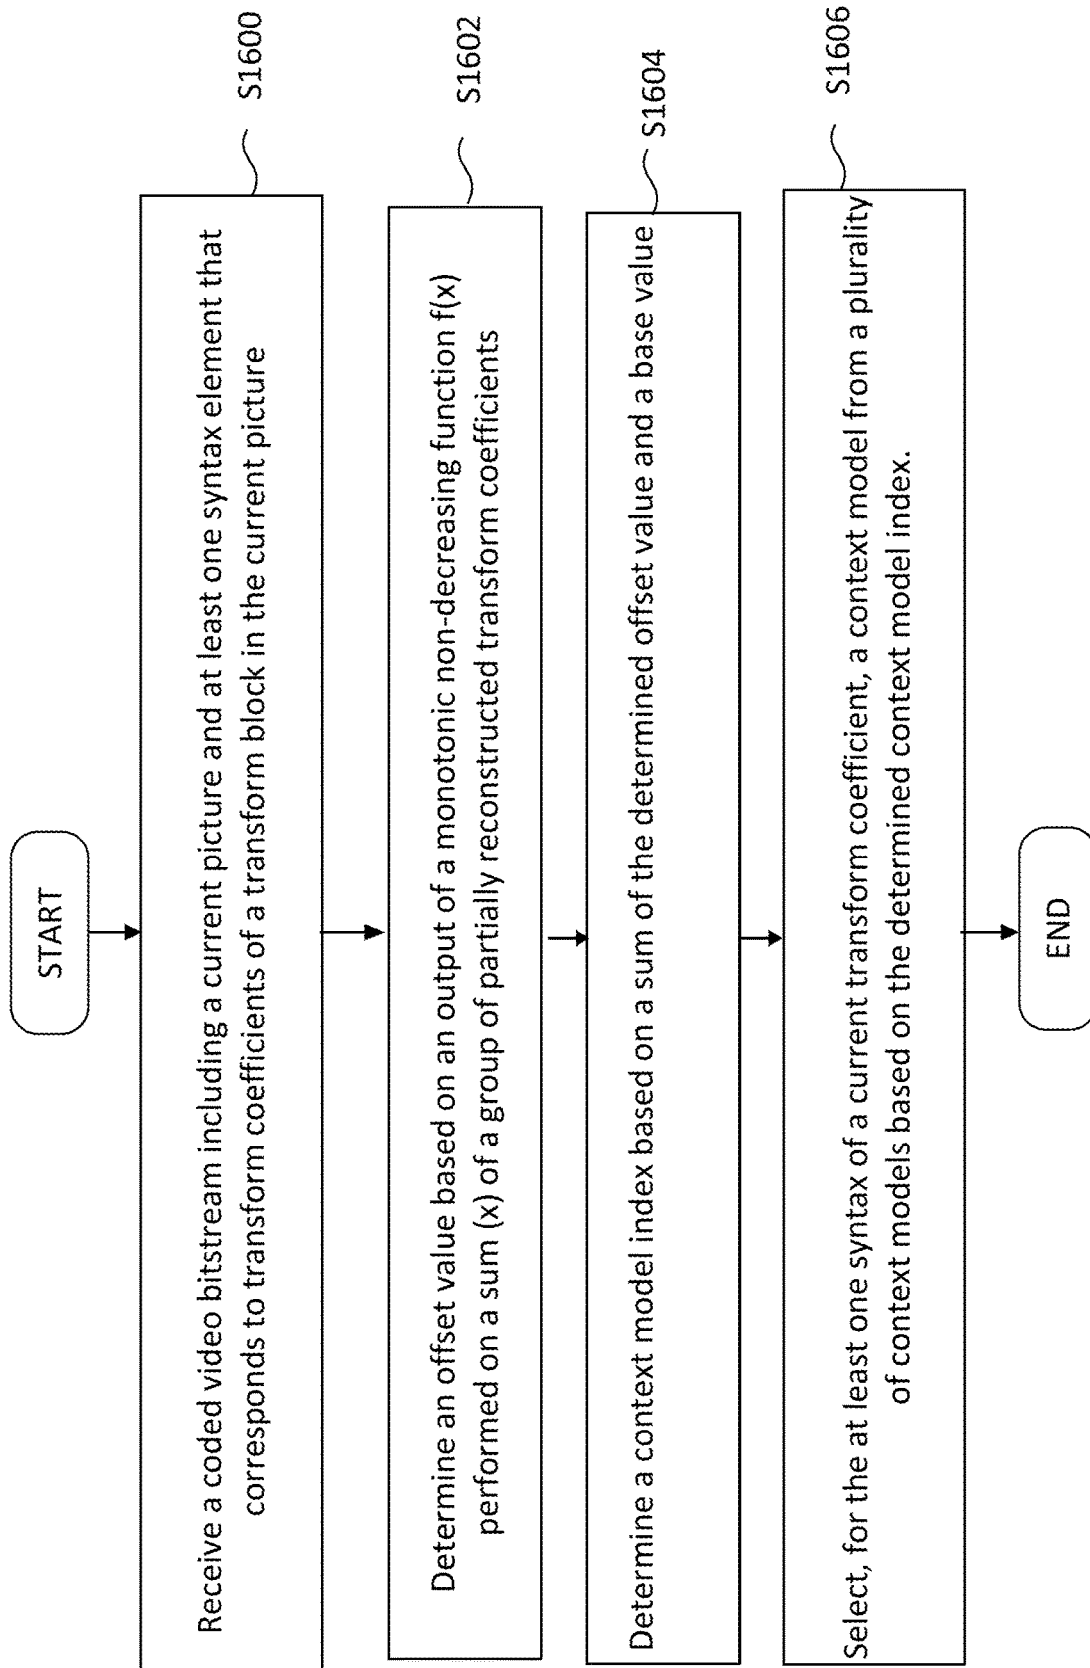 START
Receive a coded video bitstream including a current picture and at least one syntax element that
corresponds to transform coefficients of a transform block in the current picture
S1600
Determine an offset value based on an output of a monotonic non-decreasing function f(x)
performed on a sum (x) of a group of partially reconstructed transform coefficients
S1602
Determine a context model index based on a sum of the determined offset value and a base value
S1604
Select, for the at least one syntax of a current transform coefficient, a context model from a plurality
of context models based on the determined context model index.
S1606
END